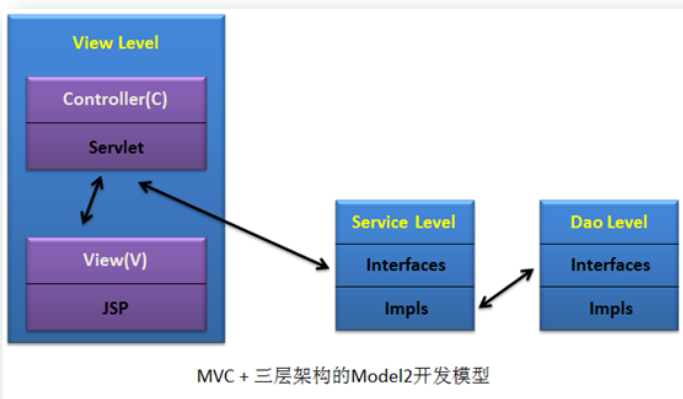 View Level
Controller(C)
Servlet
View(V)
JSP
Service Level
Interfaces
Impls
Dao Level
Interfaces
Impls
MVC + 三层架构的Model2开发模型